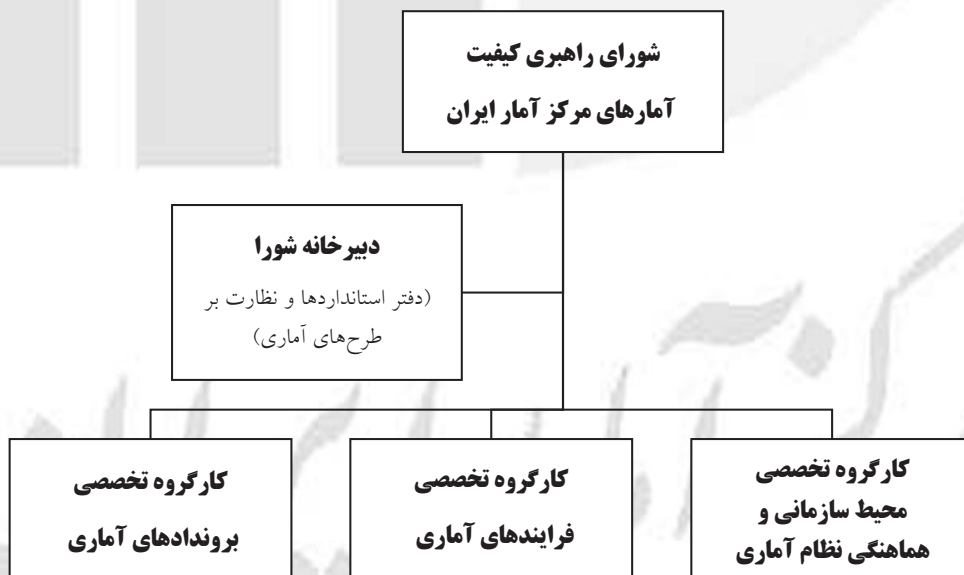 شورای راهبری کیفیت
آمارهای مرکز آمار ایران
دبیرخانه شورا
(دفتر استانداردها و نظارت بر
طرح‌های آماری)
کارگروه تخصصی
محیط سازمانی و
هماهنگی نظام آماری
کارگروه تخصصی
فرایندهای آماری
کارگروه تخصصی
بروندادهای آماری